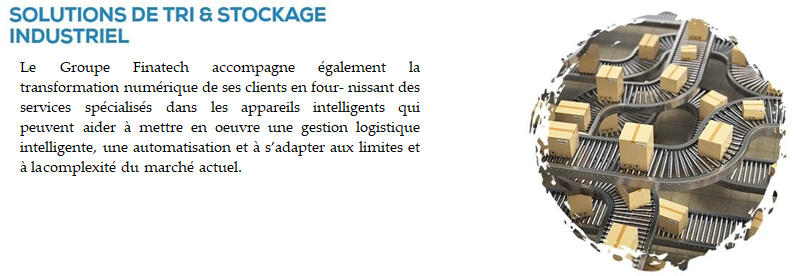 SOLUTIONS DE TRI & STOCKAGE
INDUSTRIEL
Le Groupe Finatech accompagne également la
transformation numérique de ses clients en four- nissant des
services spécialisés dans les appareils intelligents qui
peuvent aider à mettre en oeuvre une gestion logistique
intelligente, une automatisation et à s’adapter aux limites et
à lacomplexité du marché actuel.